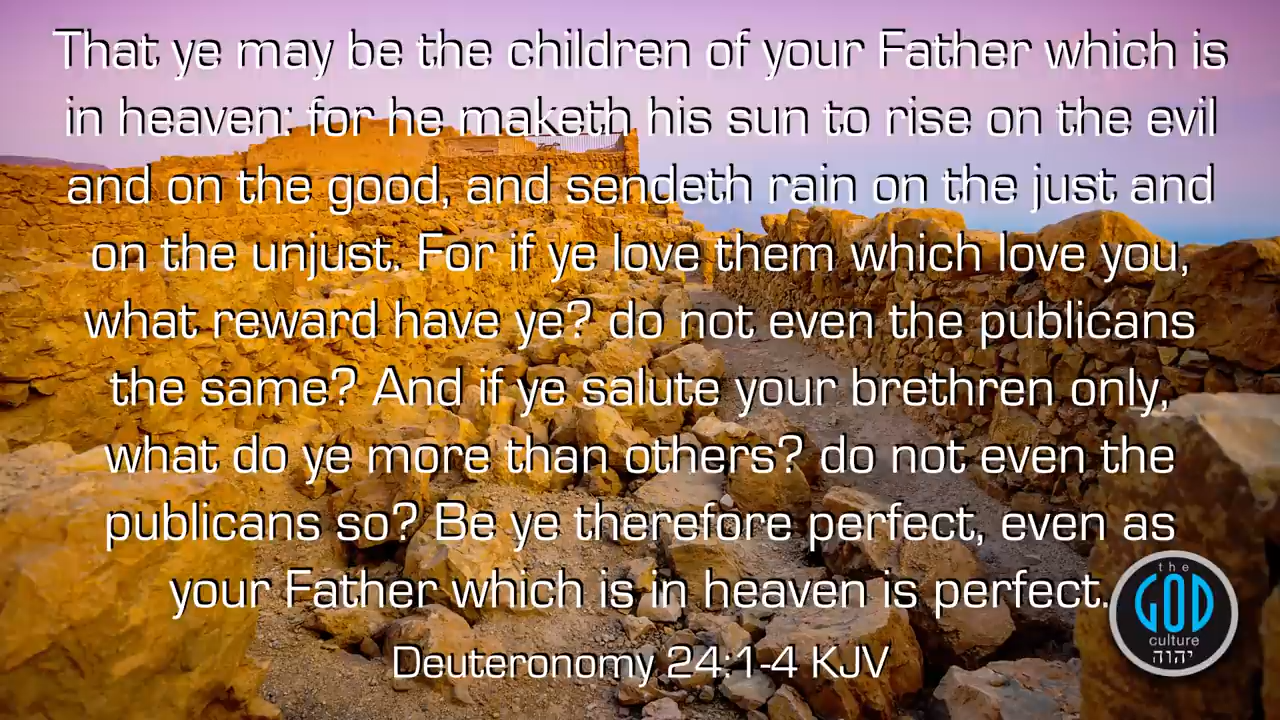 That ye may be the children of your Father which is
in heaven: for he maketh his sun to rise on the evil
and on the good, and sendeth rain on the just and
on the unjust. For if ye love them which love you,
what reward have ye? do not even the publicans
the same? And if ye salute your brethren only,
what do ye more than others? do not even the
publicans so? Be ye therefore perfect, even as
your Father which is in heaven is perfect.
Deuteronomy 24:1-4 KJV
the
GOD
culture
יהוה